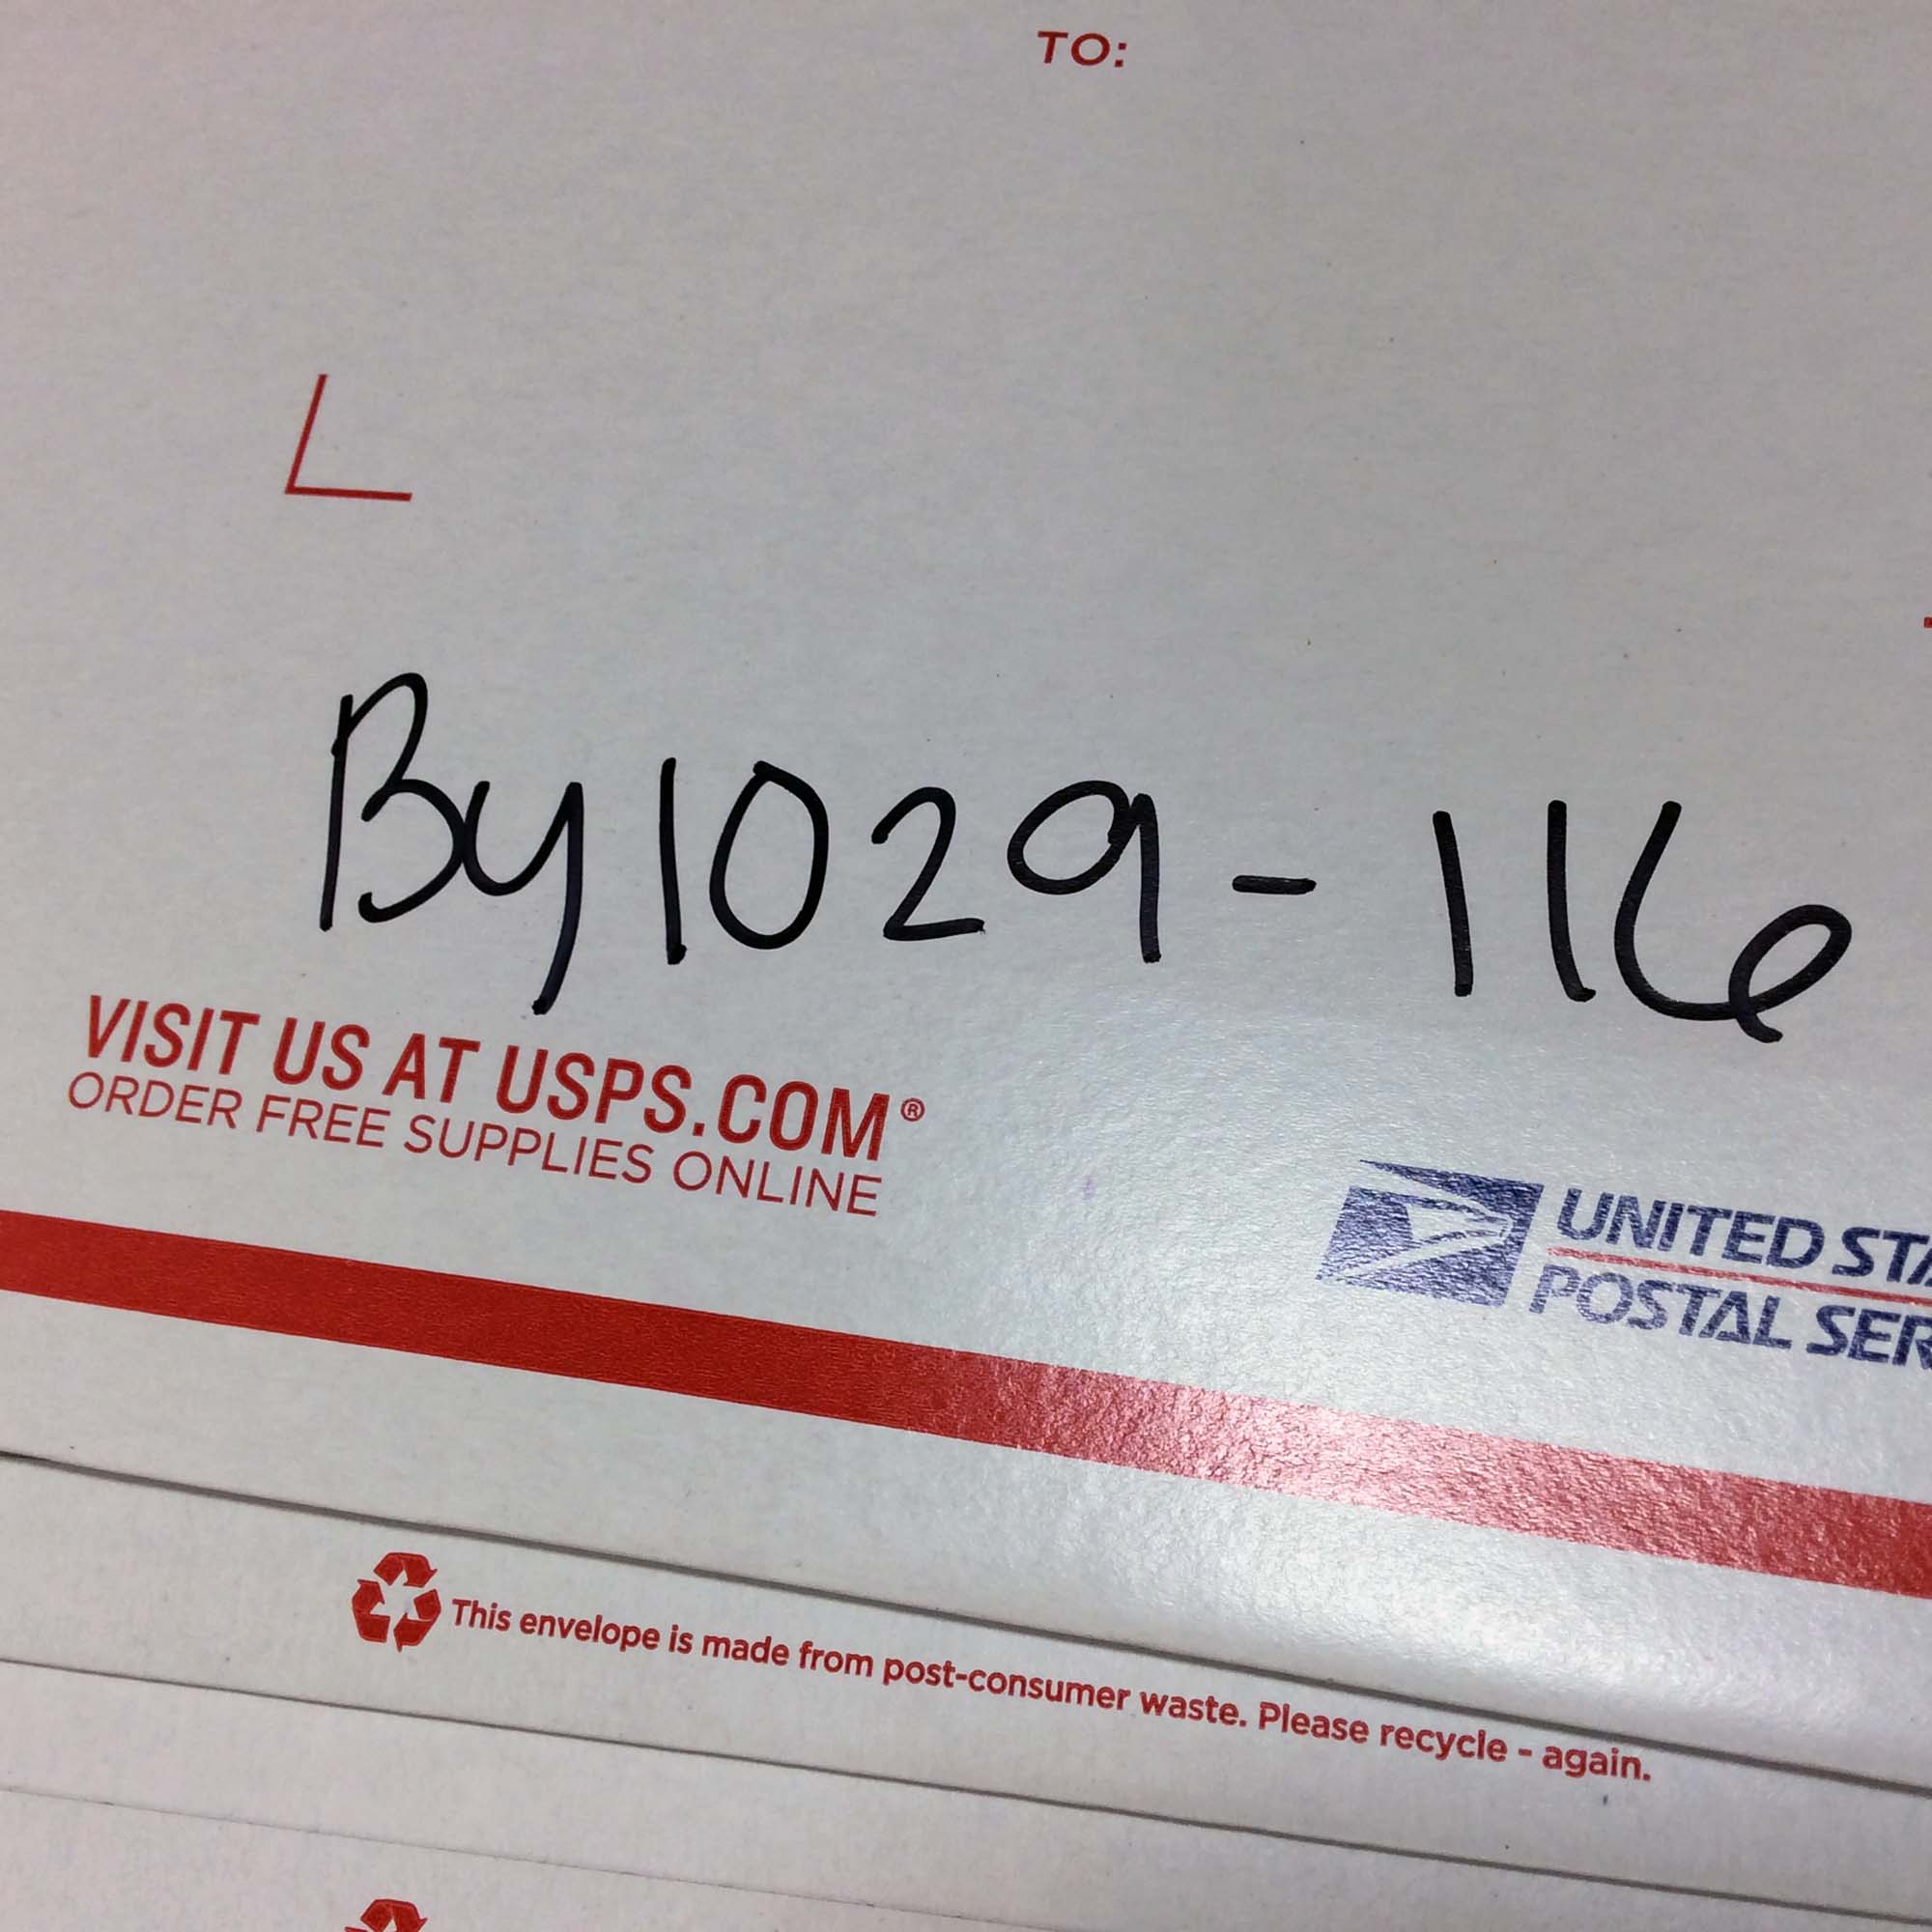 TO:
By1029-116
VISIT US AT USPS.COM®
ORDER FREE SUPPLIES ONLINE
UNITED STA
POSTAL SER
This envelope is made from post-consumer waste. Please recycle - again.